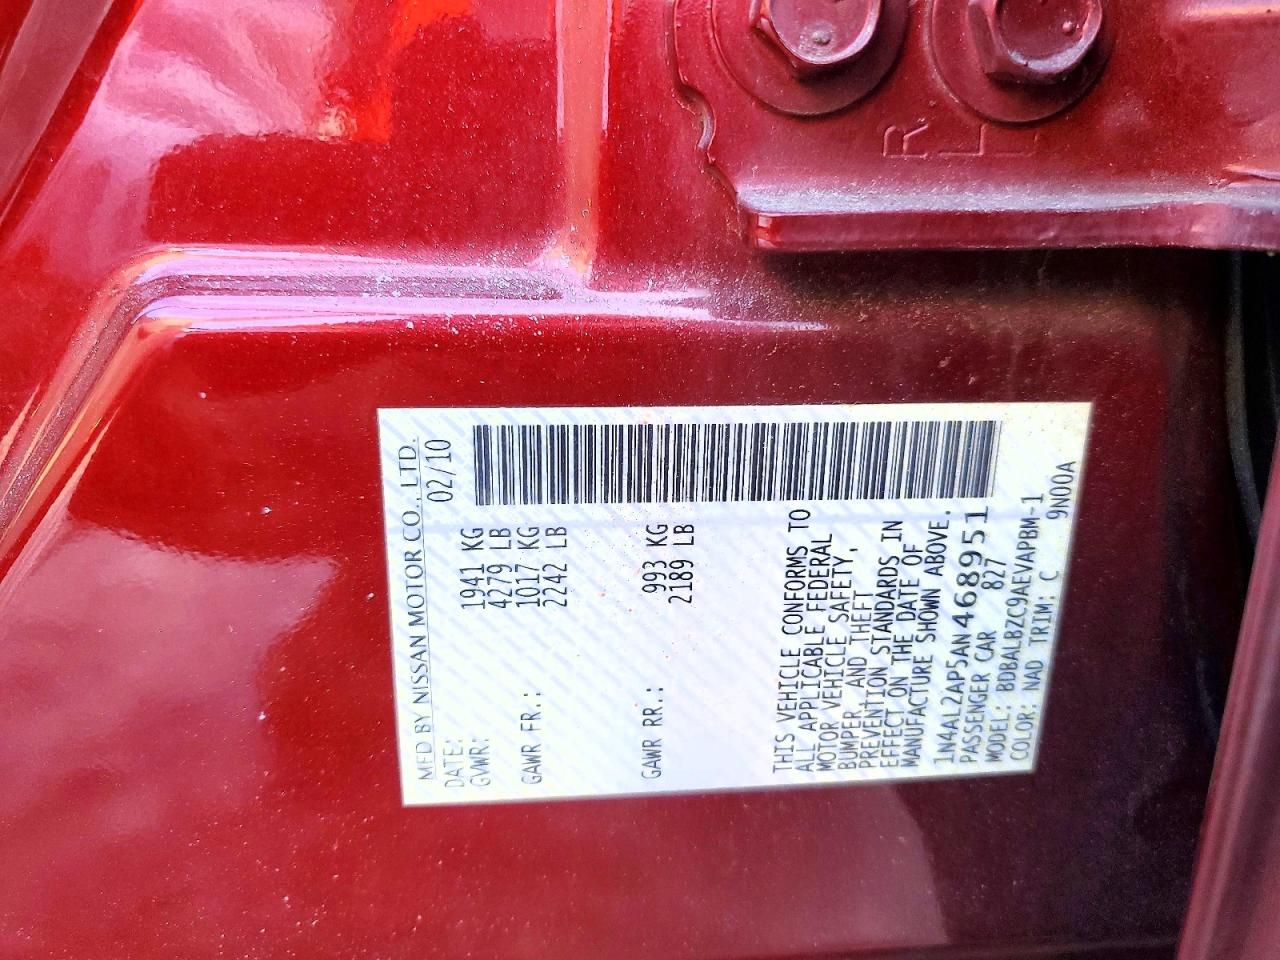 R
L
MFD BY NISSAN MOTOR CO., LTD.
DATE: 02/10
GVWR: 1941 KG
4279 LB
GAWR FR.: 1017 KG
2242 LB
GAWR RR.: 993 KG
2189 LB
THIS VEHICLE CONFORMS TO
ALL APPLICABLE FEDERAL
MOTOR VEHICLE SAFETY,
BUMPER, AND THEFT
PREVENTION STANDARDS IN
EFFECT ON THE DATE OF
MANUFACTURE SHOWN ABOVE.
1N4AL2AP5AN468951
PASSENGER CAR 827
MODEL: BDBALBZC9AEVAPBM-1
COLOR: NAD TRIM: C 9N00A